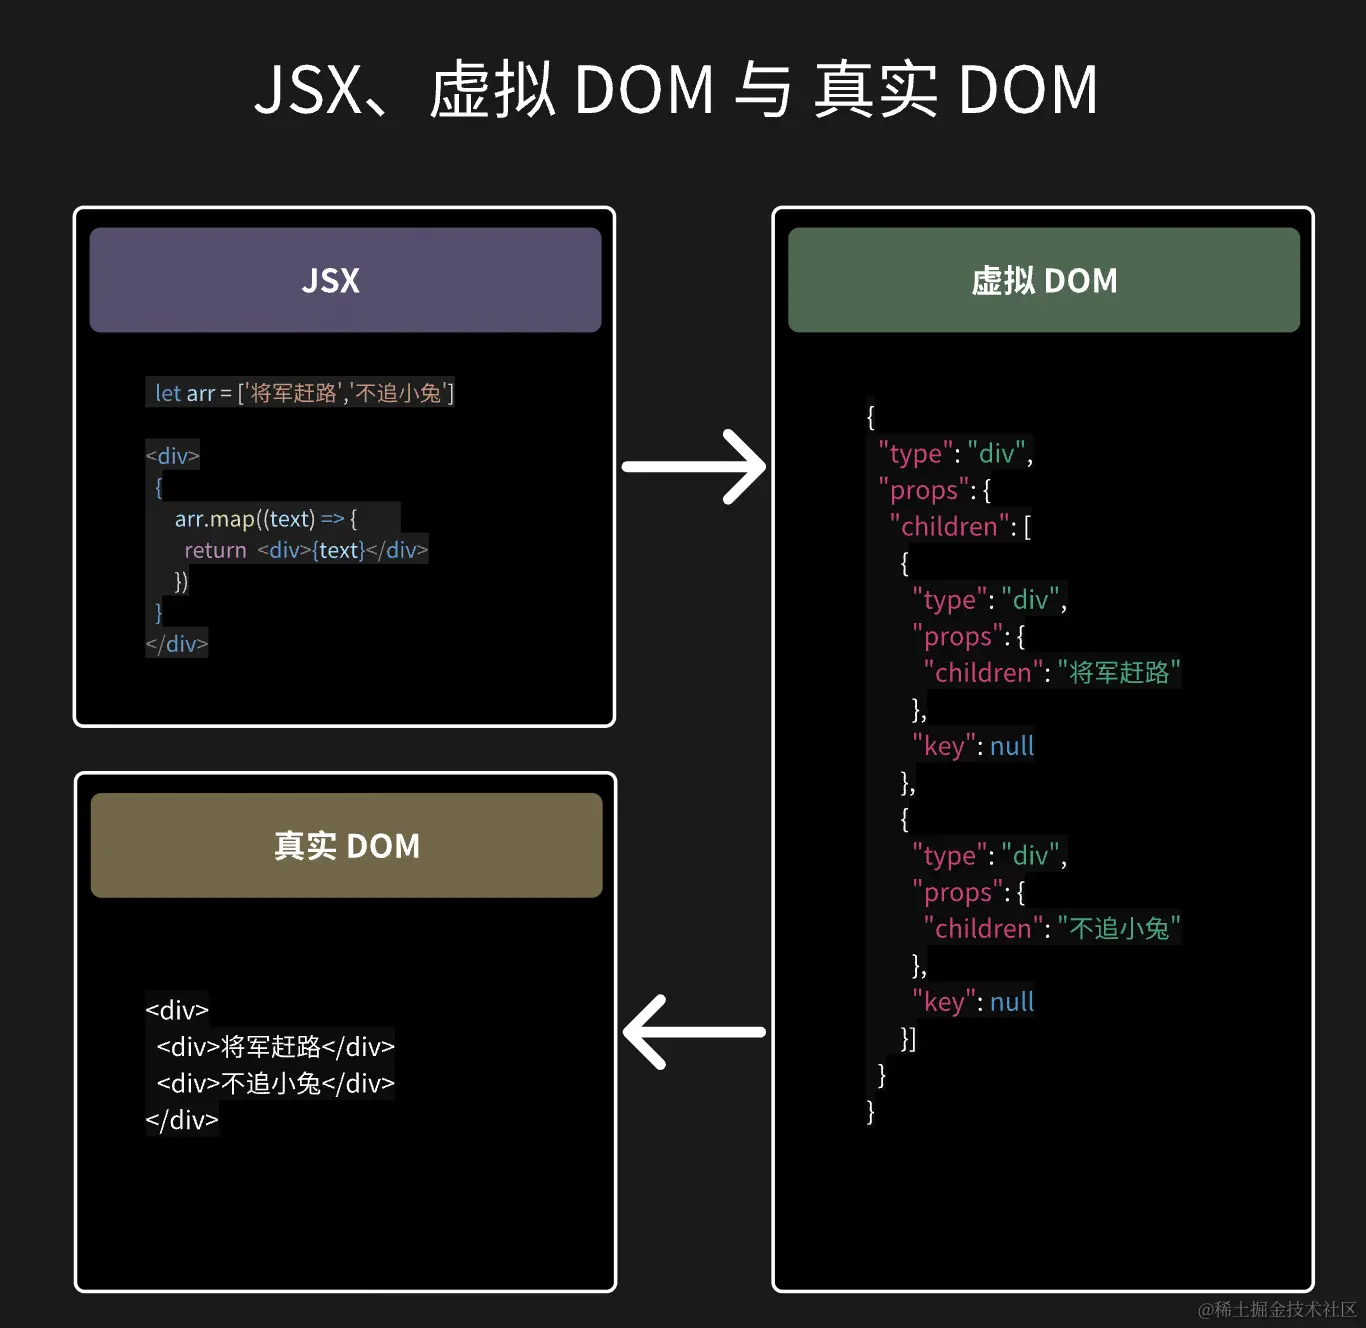 JSX、虚拟 DOM 与 真实 DOM
JSX
let arr = ['将军赶路','不追小兔']
<div>
{
arr.map((text) => {
return <div>{text}</div>
})
}
</div>
虚拟 DOM
{
"type": "div",
"props": {
"children": [
{
"type": "div",
"props": {
"children": "将军赶路"
},
"key": null
},
{
"type": "div",
"props": {
"children": "不追小兔"
},
"key": null
}]
}
}
真实 DOM
<div>
<div>将军赶路</div>
<div>不追小兔</div>
</div>
@稀土掘金技术社区